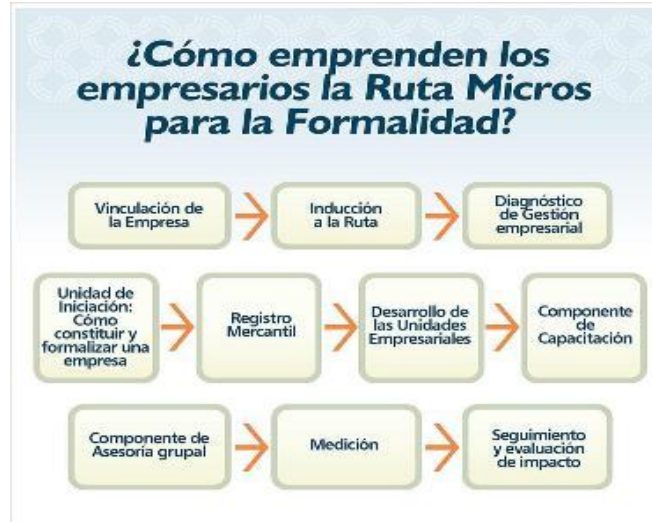 ¿Cómo emprenden los
empresarios la Ruta Micros
para la Formalidad?
Vinculación de
la Empresa
Inducción
a la Ruta
Diagnóstico
de Gestión
empresarial
Unidad de
Iniciación:
Cómo
constituir y
formalizar una
empresa
Registro
Mercantil
Desarrollo de
las Unidades
Empresariales
Componente
de
Capacitación
Componente de
Asesoría grupal
Medición
Seguimiento
y evaluación
de impacto